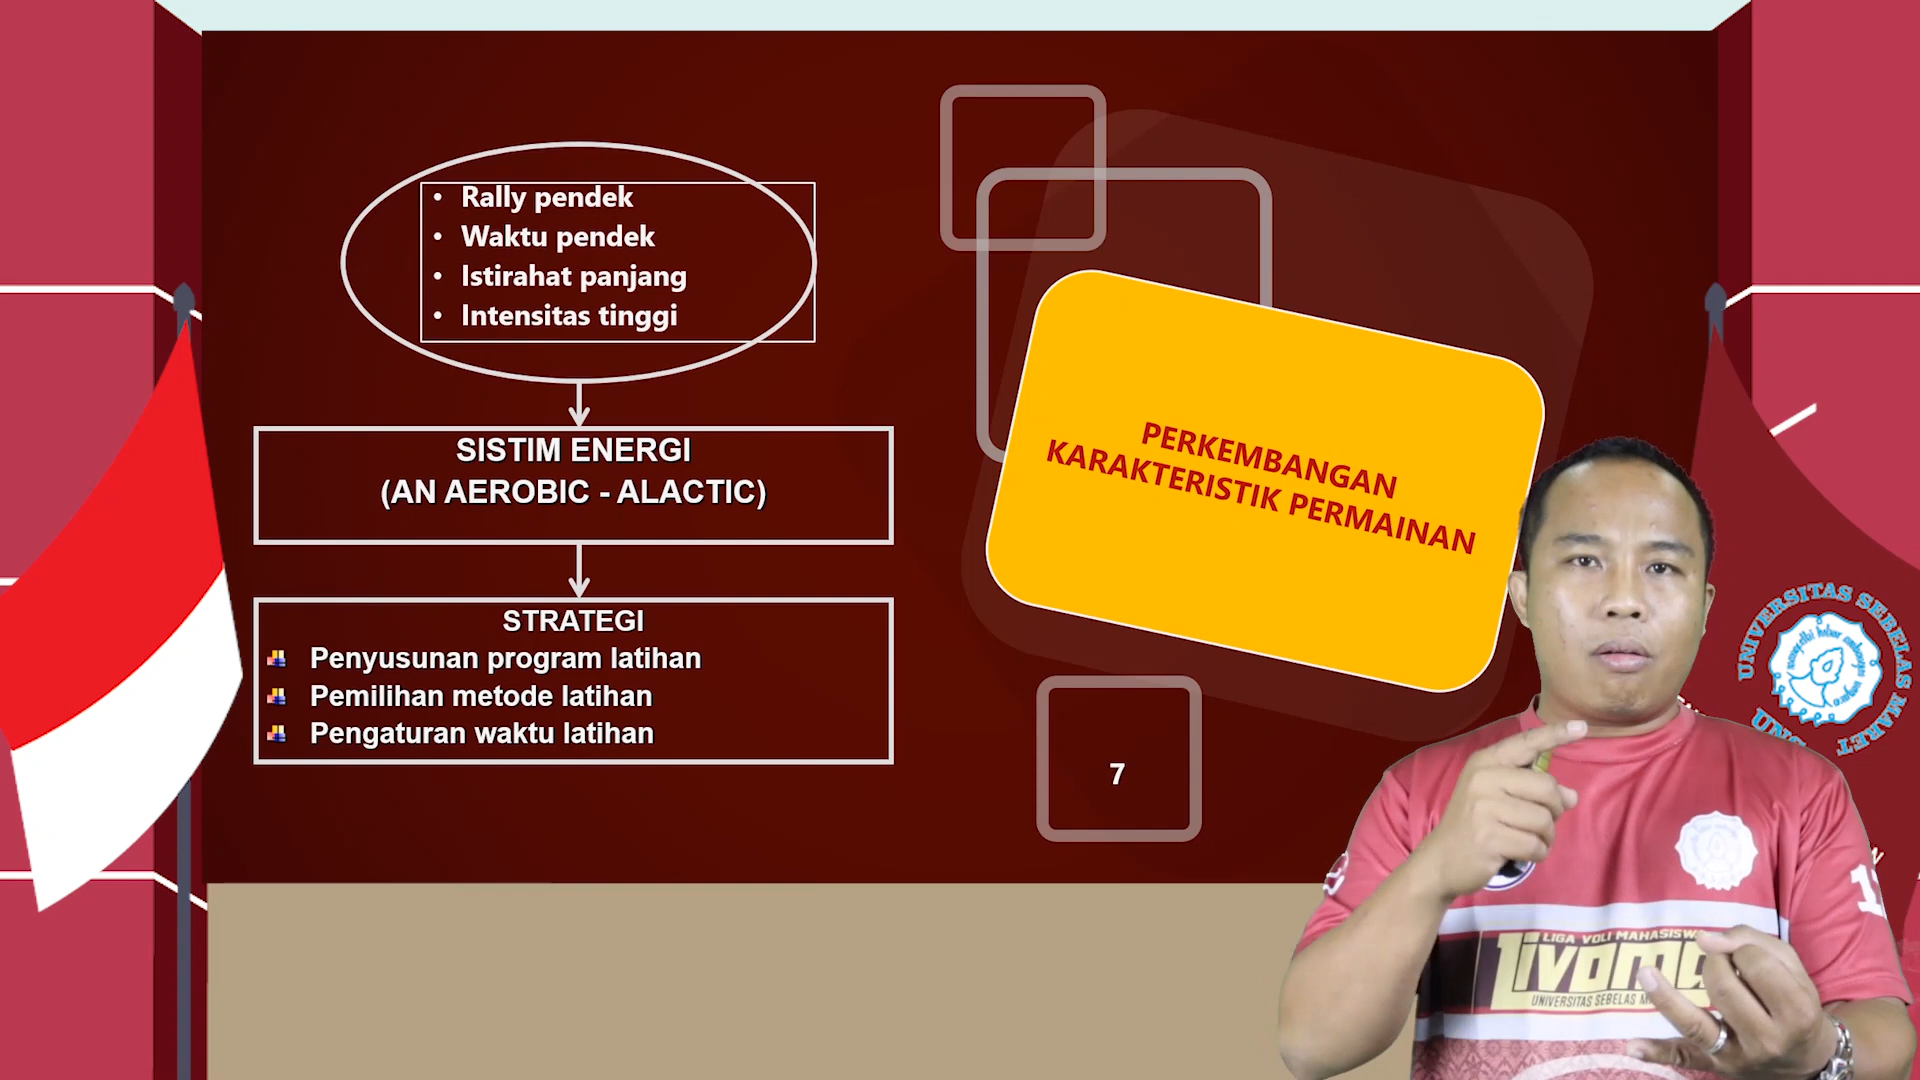 • Rally pendek
• Waktu pendek
• Istirahat panjang
• Intensitas tinggi
SISTIM ENERGI
(AN AEROBIC - ALACTIC)
STRATEGI
Penyusunan program latihan
Pemilihan metode latihan
Pengaturan waktu latihan
PERKEMBANGAN
KARAKTERISTIK PERMAINAN
7
UNIVERSITAS SEBELAS MARET
LIGA VOLI MAHASISWA
UNIVERSITAS SEBELAS